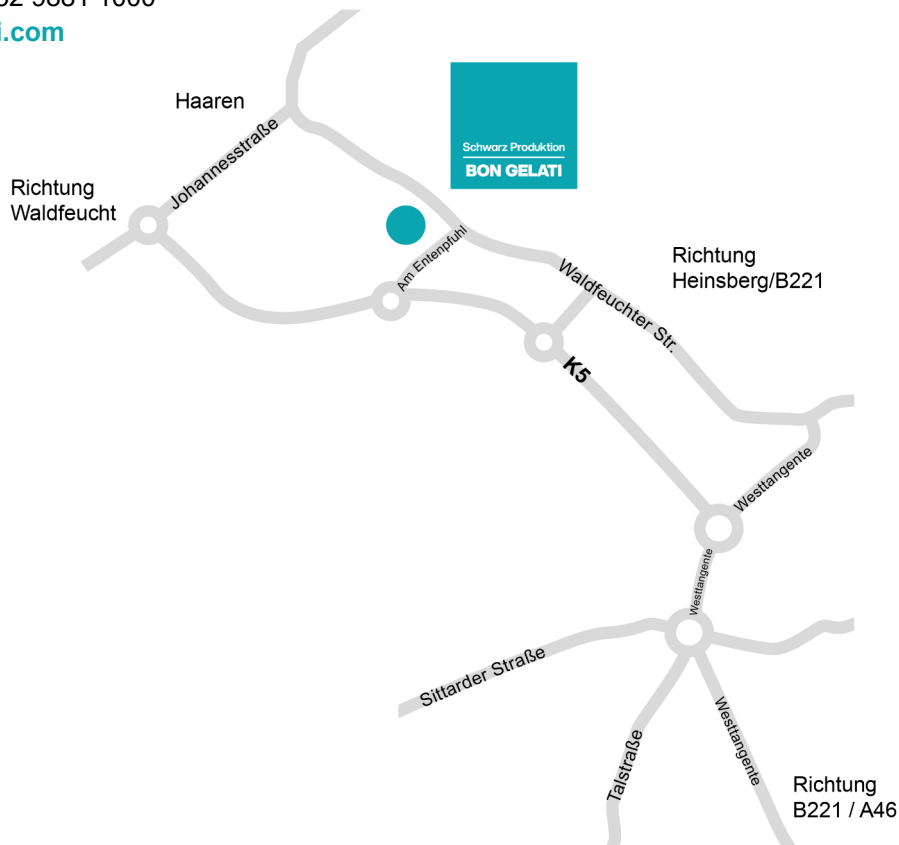 i.com
Haaren
Schwarz Produktion
BON GELATI
Johannesstraße
Richtung
Waldfeucht
Am Entenpfuhl
Richtung
Heinsberg/B221
Waldfeuchter Str.
K5
Westtangente
Westtangente
Sittarder Straße
Talstraße
Westtangente
Richtung
B221 / A46